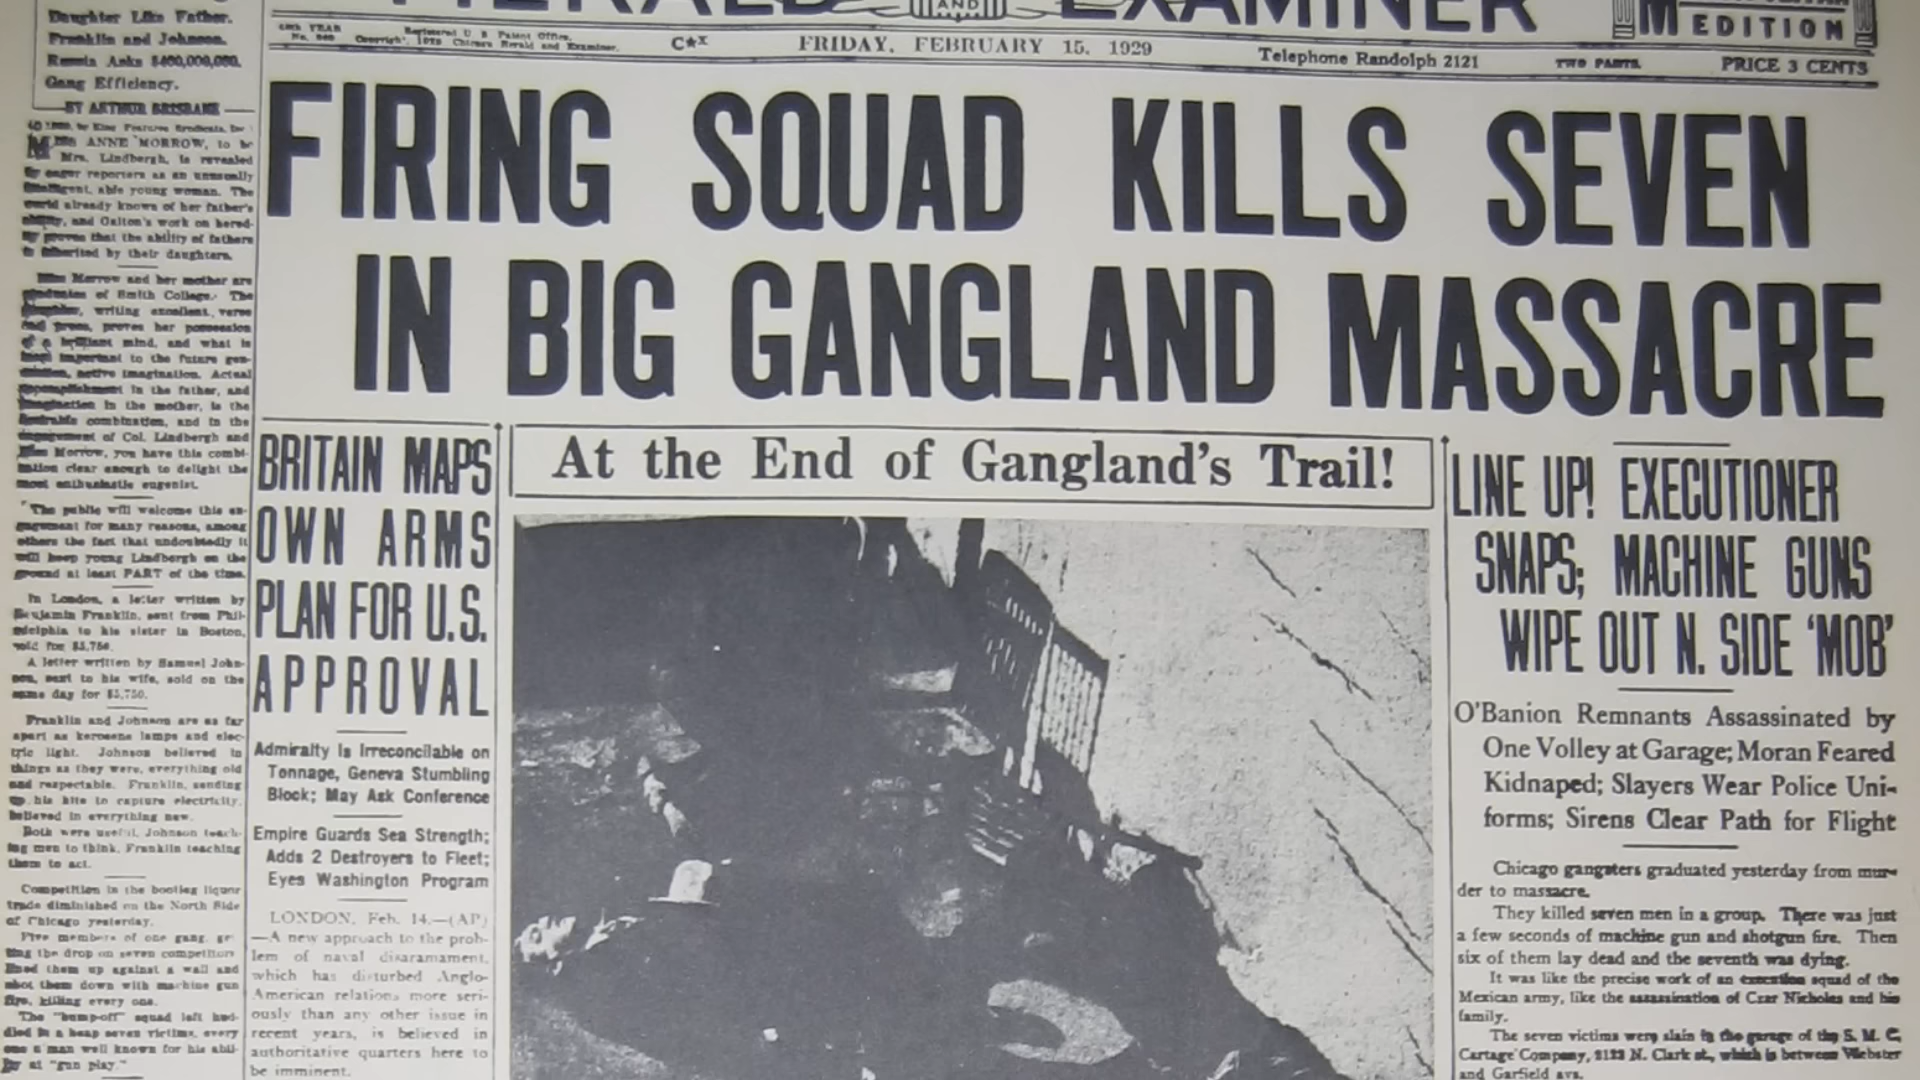 HERALD AND EXAMINER
EDITION
No.
Registered U. S. Patent Office.
Copyright, 1929 Chicago Herald and Examiner.
C★X
FRIDAY, FEBRUARY 15, 1929
Telephone Randolph 2121
TWO PARTS
PRICE 3 CENTS
FIRING SQUAD KILLS SEVEN
IN BIG GANGLAND MASSACRE
Daughter Like Father.
Franklin and Johnson.
Russia Asks $400,000,000.
Gang Efficiency.
BY ARTHUR BRISBANE
MISS ANNE MORROW, to be
Mrs. Lindbergh, is revealed
by eager reporters as an unusually
intelligent, able young woman. The
world already knows of her father's
ability, and Galton's work on hered-
ity proves that the ability of fathers
is inherited by their daughters.
Miss Morrow and her mother are
graduates of Smith College. The
daughter, writing excellent verse
and prose, proves her possession
of a brilliant mind, and what is
most important to the future gen-
eration, active imagination. Actual
accomplishment in the father, and
imagination in the mother, is the
desirable combination, and in the
engagement of Col. Lindbergh and
Miss Morrow, you have this combi-
nation clear enough to delight the
most enthusiastic eugenist.
The public will welcome this en-
gagement for many reasons, among
others the fact that undoubtedly it
will keep young Lindbergh on the
ground at least PART of the time.
In London, a letter written by
Benjamin Franklin, sent from Phil-
adelphia to his sister in Boston,
sold for
A letter written by Samuel John-
son, sent to his wife, sold on the
same day for $5,750.
Franklin and Johnson are as far
apart as kerosene lamps and elec-
tric light. Johnson believed in
things as they were, everything old
and respectable. Franklin, sending
up his kite to capture electricity,
believed in everything new.
Both were useful, Johnson teach-
ing men to think, Franklin teaching
them to act.
Competition in the bootleg liquor
trade diminished on the North Side
of Chicago yesterday.
Five members of one gang, get-
ting the drop on seven competitors
lined them up against a wall and
shot them down with machine gun
fire, killing every one.
The "bump-off" squad left hud-
dled in a heap seven victims, every
one a man well known for his abil-
ity at "gun play."
BRITAIN MAPS
OWN ARMS
PLAN FOR U.S.
APPROVAL
Admiralty Is Irreconcilable on
Tonnage, Geneva Stumbling
Block; May Ask Conference
Empire Guards Sea Strength;
Adds 2 Destroyers to Fleet;
Eyes Washington Program
LONDON, Feb. 14.—(AP)
—A new approach to the prob-
lem of naval disaramament,
which has disturbed Anglo-
American relations more seri-
ously than any other issue in
recent years, is believed in
authoritative quarters here to
be imminent.
At the End of Gangland's Trail!
LINE UP! EXECUTIONER
SNAPS; MACHINE GUNS
WIPE OUT N. SIDE 'MOB'
O'Banion Remnants Assassinated by
One Volley at Garage; Moran Feared
Kidnaped; Slayers Wear Police Uni-
forms; Sirens Clear Path for Flight
Chicago gangsters graduated yesterday from mur-
der to massacre.
They killed seven men in a group. There was just
a few seconds of machine gun and shotgun fire. Then
six of them lay dead and the seventh was dying.
It was like the precise work of an execution squad of the
Mexican army, like the assassination of Czar Nicholas and his
family.
The seven victims were slain in the garage of the S. M. C.
Cartage Company, 2122 N. Clark st., which is between Webster
and Garfield avs.